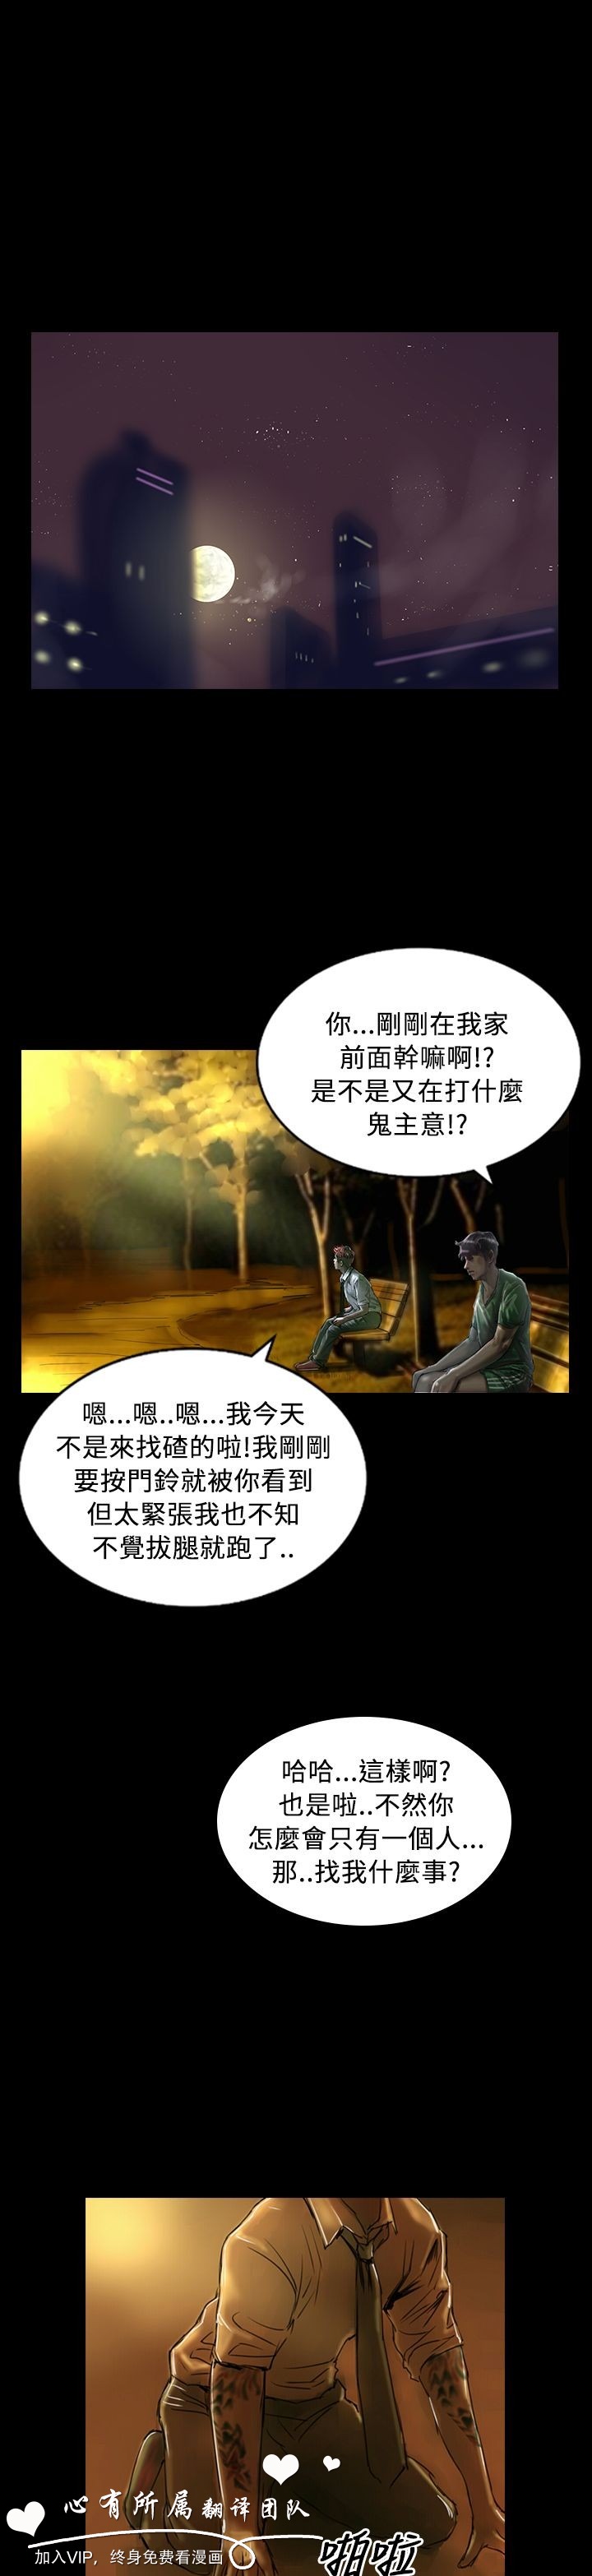 你...剛剛在我家
前面幹嘛啊!?
是不是又在打什麼
鬼主意!?
嗯...嗯..嗯...我今天
不是來找碴的啦!我剛剛
要按門鈴就被你看到
但太緊張我也不知
不覺拔腿就跑了..
哈哈...這樣啊?
也是啦..不然你
怎麼會只有一個人...
那..找我什麼事?
心有所属翻译团队
加入VIP，终身免费看漫画
啪啦